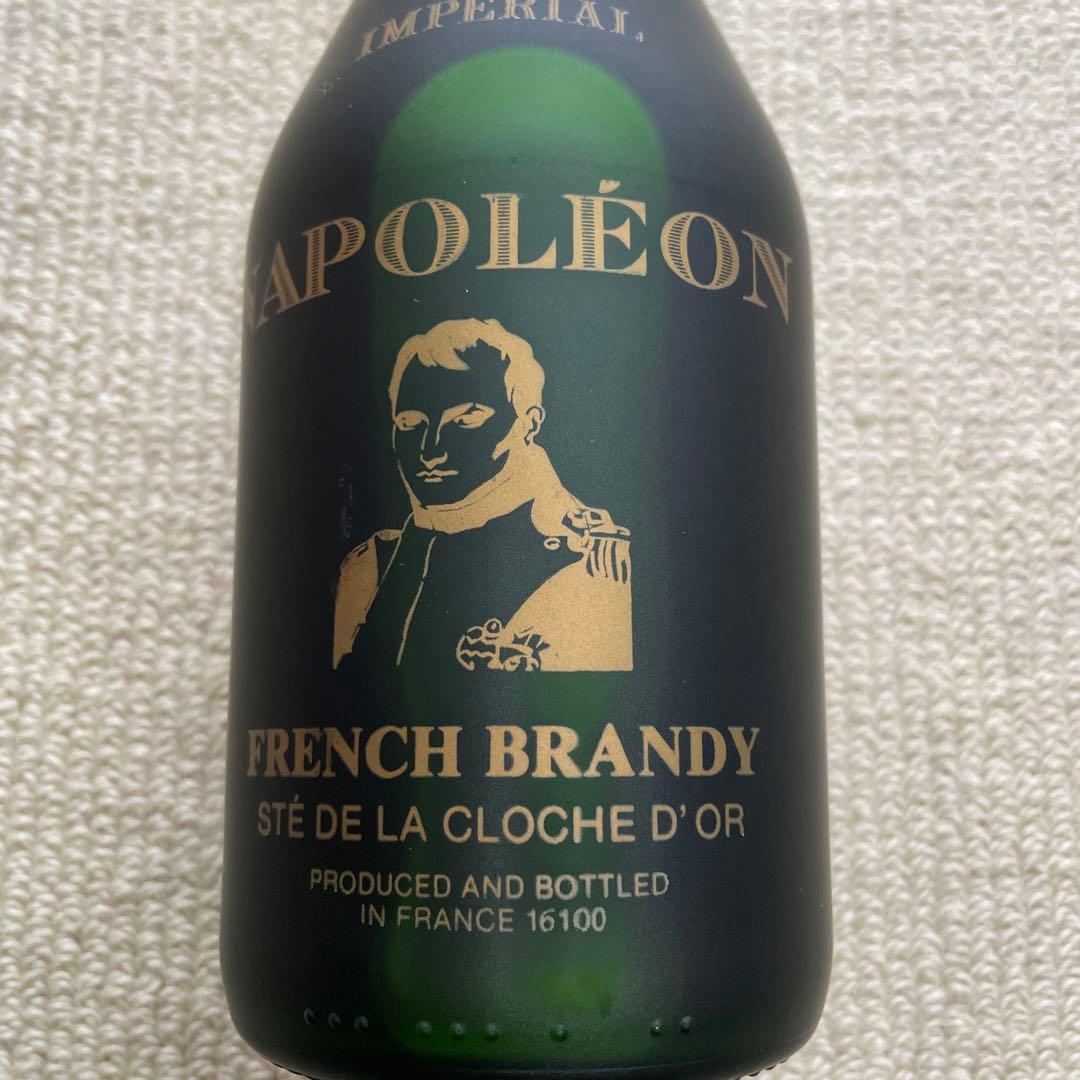 IMPERIAL
NAPOLÉON
FRENCH BRANDY
STÉ DE LA CLOCHE D'OR
PRODUCED AND BOTTLED
IN FRANCE 16100